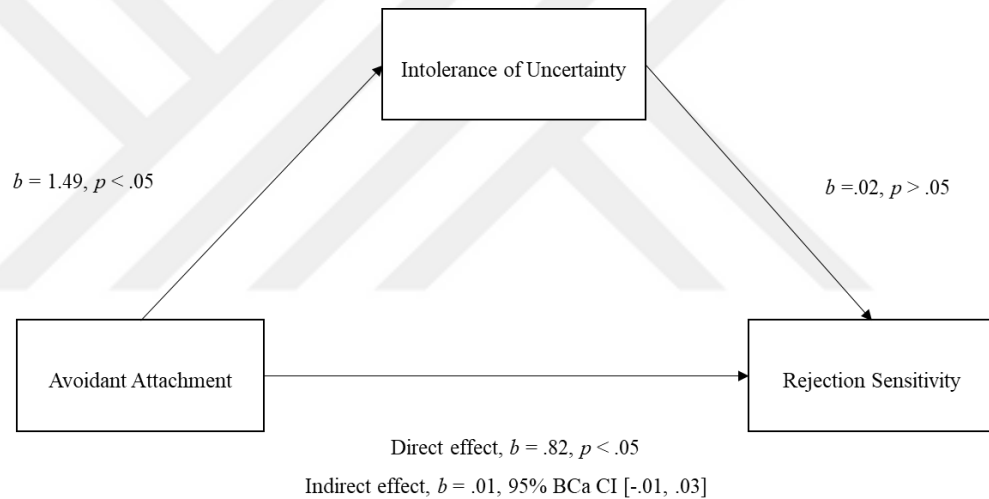 Intolerance of Uncertainty
b = 1.49, p < .05
b =.02, p > .05
Avoidant Attachment
Rejection Sensitivity
Direct effect, b = .82, p < .05
Indirect effect, b = .01, 95% BCa CI [-.01, .03]